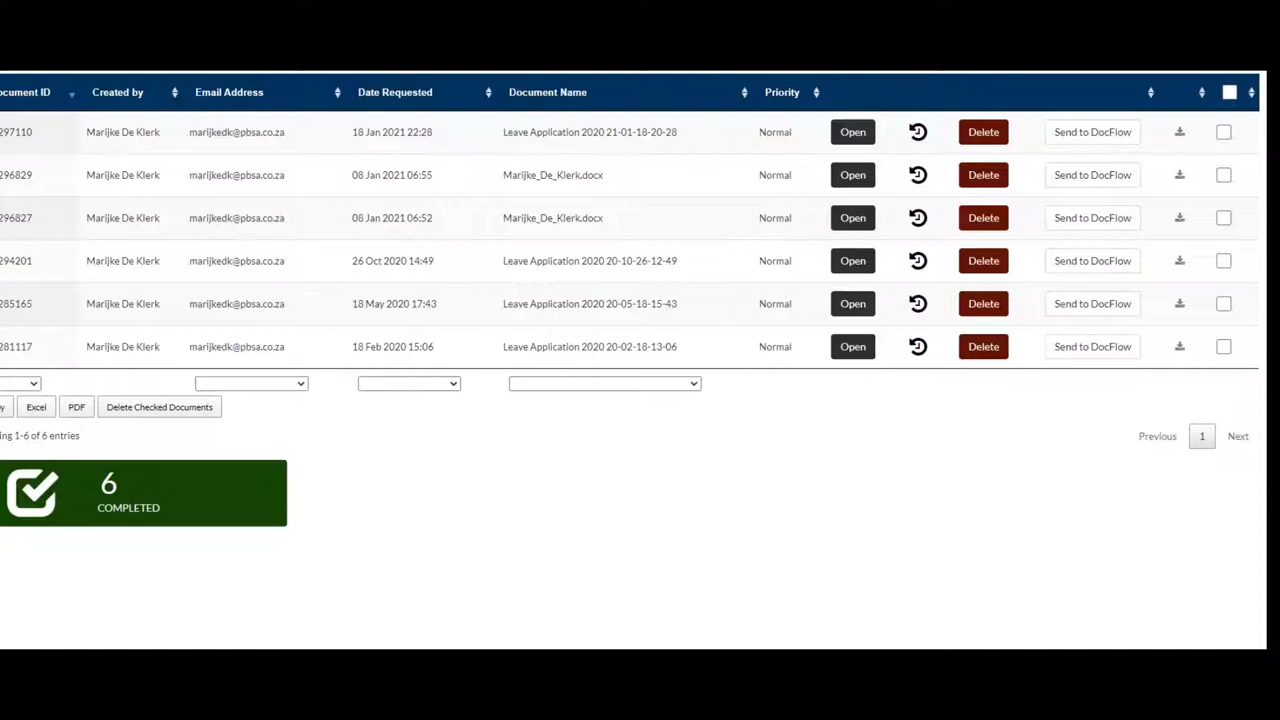 ocument ID Created by Email Address Date Requested Document Name Priority
297110 Marijke De Klerk marijkedk@pbsa.co.za 18 Jan 2021 22:28 Leave Application 2020 21-01-18-20-28 Normal Open Delete Send to DocFlow
296829 Marijke De Klerk marijkedk@pbsa.co.za 08 Jan 2021 06:55 Marijke_De_Klerk.docx Normal Open Delete Send to DocFlow
296827 Marijke De Klerk marijkedk@pbsa.co.za 08 Jan 2021 06:52 Marijke_De_Klerk.docx Normal Open Delete Send to DocFlow
294201 Marijke De Klerk marijkedk@pbsa.co.za 26 Oct 2020 14:49 Leave Application 2020 20-10-26-12-49 Normal Open Delete Send to DocFlow
285165 Marijke De Klerk marijkedk@pbsa.co.za 18 May 2020 17:43 Leave Application 2020 20-05-18-15-43 Normal Open Delete Send to DocFlow
281117 Marijke De Klerk marijkedk@pbsa.co.za 18 Feb 2020 15:06 Leave Application 2020 20-02-18-13-06 Normal Open Delete Send to DocFlow
y Excel PDF Delete Checked Documents
ing 1-6 of 6 entries Previous 1 Next
6
COMPLETED